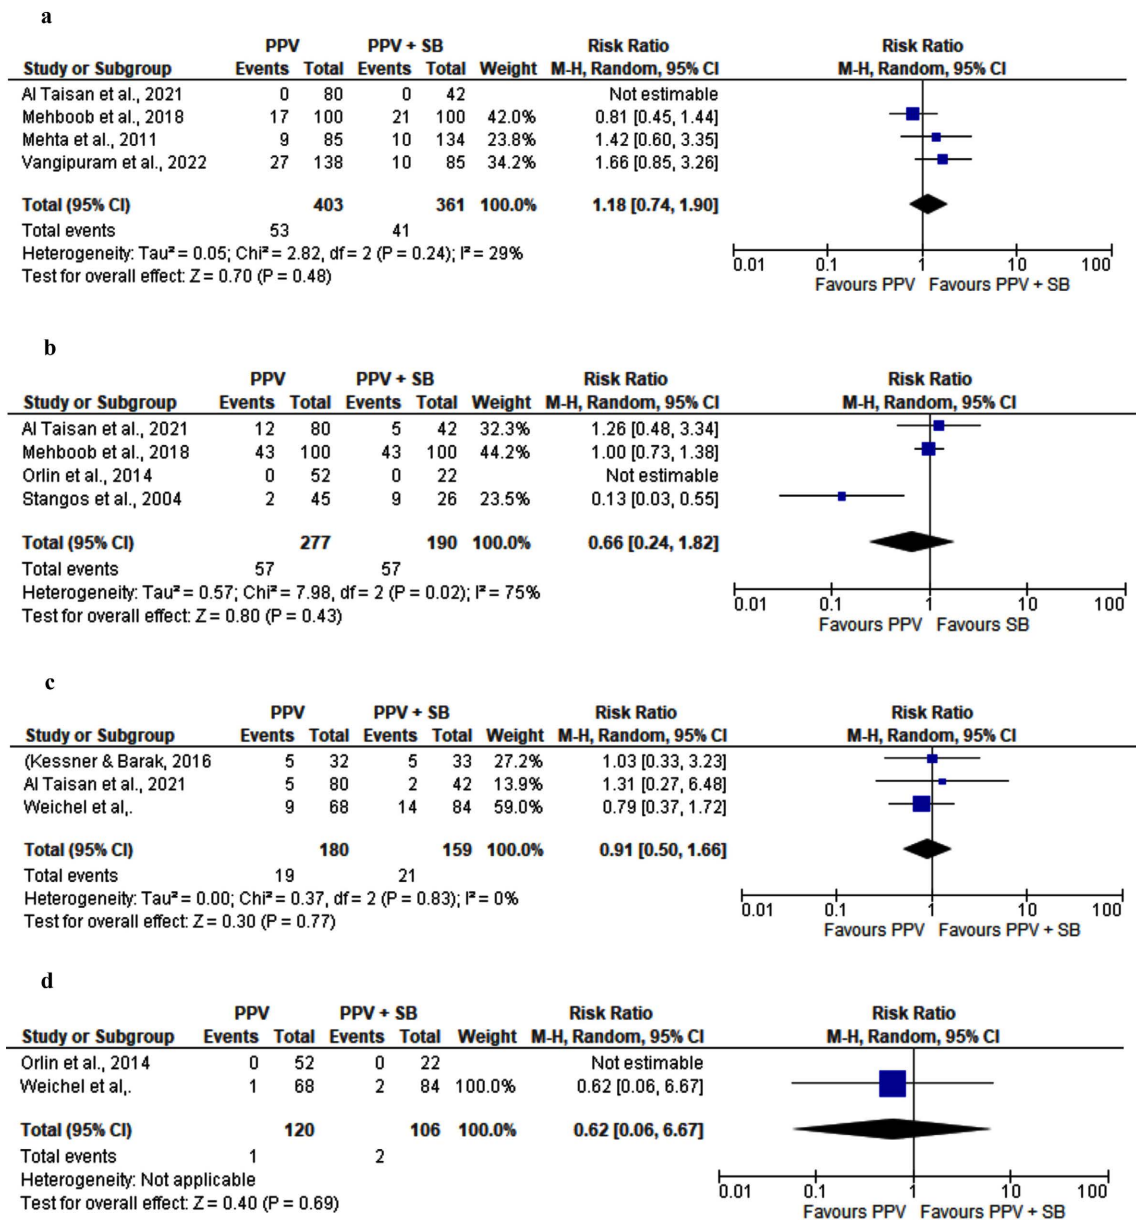 a
PPV PPV + SB Risk Ratio Risk Ratio
Study or Subgroup Events Total Events Total Weight M-H, Random, 95% CI M-H, Random, 95% CI
Al Taisan et al., 2021 0 80 0 42 Not estimable
Mehboob et al., 2018 17 100 21 100 42.0% 0.81 [0.45, 1.44]
Mehta et al., 2011 9 85 10 134 23.8% 1.42 [0.60, 3.35]
Vangipuram et al., 2022 27 138 10 85 34.2% 1.66 [0.85, 3.26]
Total (95% CI) 403 361 100.0% 1.18 [0.74, 1.90]
Total events 53 41
Heterogeneity: Tau² = 0.05; Chi² = 2.82, df = 2 (P = 0.24); I² = 29%
Test for overall effect: Z = 0.70 (P = 0.48)
0.01 0.1 1 10 100
Favours PPV Favours PPV + SB
b
PPV PPV + SB Risk Ratio Risk Ratio
Study or Subgroup Events Total Events Total Weight M-H, Random, 95% CI M-H, Random, 95% CI
Al Taisan et al., 2021 12 80 5 42 32.3% 1.26 [0.48, 3.34]
Mehboob et al., 2018 43 100 43 100 44.2% 1.00 [0.73, 1.38]
Orlin et al., 2014 0 52 0 22 Not estimable
Stangos et al., 2004 2 45 9 26 23.5% 0.13 [0.03, 0.55]
Total (95% CI) 277 190 100.0% 0.66 [0.24, 1.82]
Total events 57 57
Heterogeneity: Tau² = 0.57; Chi² = 7.98, df = 2 (P = 0.02); I² = 75%
Test for overall effect: Z = 0.80 (P = 0.43)
0.01 0.1 1 10 100
Favours PPV Favours SB
c
PPV PPV + SB Risk Ratio Risk Ratio
Study or Subgroup Events Total Events Total Weight M-H, Random, 95% CI M-H, Random, 95% CI
(Kessner & Barak, 2016 5 32 5 33 27.2% 1.03 [0.33, 3.23]
Al Taisan et al., 2021 5 80 2 42 13.9% 1.31 [0.27, 6.48]
Weichel et al,. 9 68 14 84 59.0% 0.79 [0.37, 1.72]
Total (95% CI) 180 159 100.0% 0.91 [0.50, 1.66]
Total events 19 21
Heterogeneity: Tau² = 0.00; Chi² = 0.37, df = 2 (P = 0.83); I² = 0%
Test for overall effect: Z = 0.30 (P = 0.77)
0.01 0.1 1 10 100
Favours PPV Favours PPV + SB
d
PPV PPV + SB Risk Ratio Risk Ratio
Study or Subgroup Events Total Events Total Weight M-H, Random, 95% CI M-H, Random, 95% CI
Orlin et al., 2014 0 52 0 22 Not estimable
Weichel et al,. 1 68 2 84 100.0% 0.62 [0.06, 6.67]
Total (95% CI) 120 106 100.0% 0.62 [0.06, 6.67]
Total events 1 2
Heterogeneity: Not applicable
Test for overall effect: Z = 0.40 (P = 0.69)
0.01 0.1 1 10 100
Favours PPV Favours PPV + SB